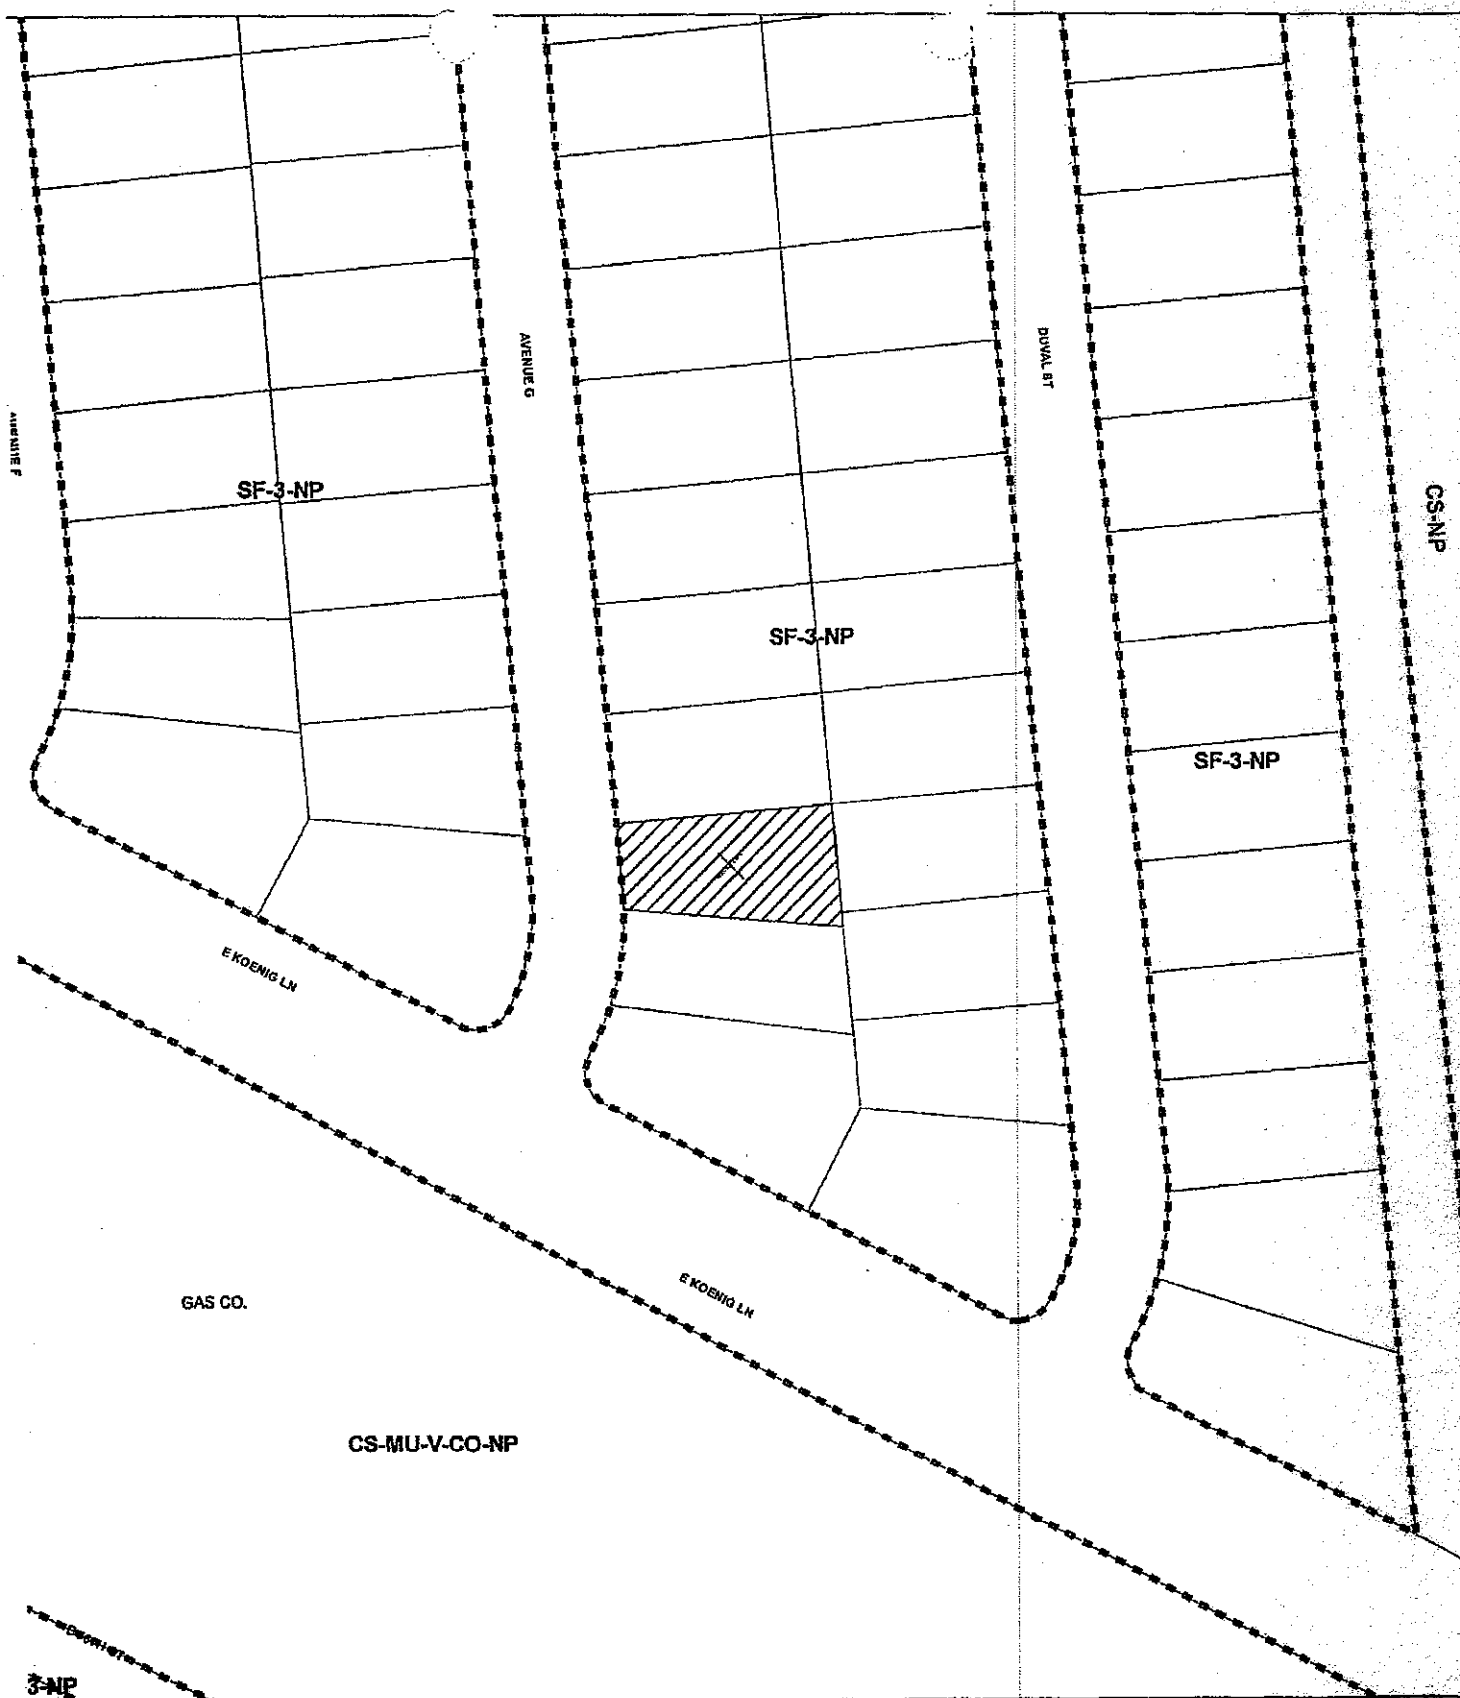 AVENUE G
DUVAL ST
AVENUE F
SF-3-NP
CS-NP
SF-3-NP
SF-3-NP
E KOENIG LN
E KOENIG LN
GAS CO.
CS-MU-V-CO-NP
3-NP